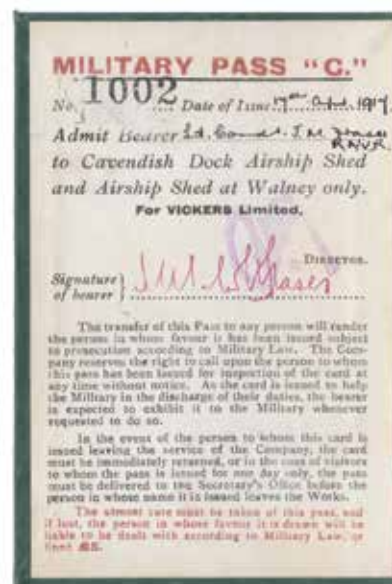 MILITARY PASS "C."
No. 1002 Date of Issue 17th April 1917
Admit Bearer Lt. Comdr. J. M. Fraser
R.N.V.R.
to Cavendish Dock Airship Shed
and Airship Shed at Walney only.
For VICKERS Limited,
DIRECTOR.
Signature
of bearer } Fraser
The transfer of this Pass to any person will render
the person in whose favour it has been issued subject
to prosecution according to Military Law. The Com-
pany reserves the right to call upon the person to whom
this pass has been issued for inspection of the card at
any time without notice. As the card is issued to help
the Military in the discharge of their duties, the bearer
is expected to exhibit it to the Military whenever
requested to do so.
In the event of the person to whom this card is
issued leaving the service of the Company, the card
must be immediately returned, or in the case of visitors
to whom the pass is issued for one day only, the pass
must be delivered to the Secretary's Office before the
person in whose name it is issued leaves the Works.
The utmost care must be taken of this pass, and
if lost, the person in whose favour it is drawn will be
liable to be dealt with according to Military Law, or
fined